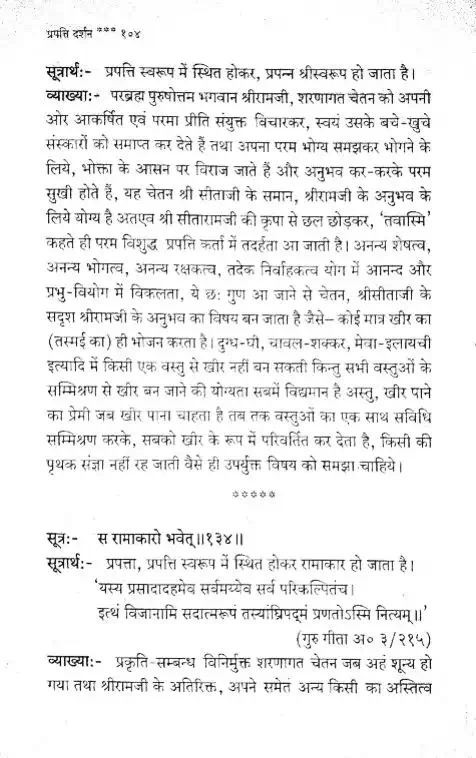 प्रपत्ति दर्शन *** १०४
सूत्रार्थ:- प्रपत्ति स्वरूप में स्थित होकर, प्रपन्न श्रीस्वरूप हो जाता है।
व्याख्या:- परब्रह्म पुरुषोत्तम भगवान श्रीरामजी, शरणागत चेतन को अपनी
ओर आकर्षित एवं परमा प्रीति संयुक्त विचारकर, स्वयं उसके बचे-खुचे
संस्कारों को समाप्त कर देते हैं तथा अपना परम भोग्य समझकर भोगने के
लिये, भोक्ता के आसन पर विराज जाते हैं और अनुभव कर-करके परम
सुखी होते हैं, यह चेतन श्री सीताजी के समान, श्रीरामजी के अनुभव के
लिये योग्य है अतएव श्री सीतारामजी की कृपा से छल छोड़कर, 'तवास्मि'
कहते ही परम विशुद्ध प्रपत्ति कर्ता में तदर्हता आ जाती है। अनन्य शेषत्व,
अनन्य भोगत्व, अनन्य रक्षकत्व, तदेक निर्वाहकत्व योग में आनन्द और
प्रभु-वियोग में विकलता, ये छः गुण आ जाने से चेतन, श्रीसीताजी के
सदृश श्रीरामजी के अनुभव का विषय बन जाता है जैसे– कोई मात्र खीर का
(तस्मई का) ही भोजन करता है। दुग्ध-घी, चावल-शक्कर, मेवा-इलायची
इत्यादि में किसी एक वस्तु से खीर नहीं बन सकती किन्तु सभी वस्तुओं के
सम्मिश्रण से खीर बन जाने की योग्यता सबमें विद्यमान है अस्तु, खीर पाने
का प्रेमी जब खीर पाना चाहता है तब तक वस्तुओं का एक साथ सविधि
सम्मिश्रण करके, सबको खीर के रूप में परिवर्तित कर देता है, किसी की
पृथक संज्ञा नहीं रह जाती वैसे ही उपर्युक्त विषय को समझा चाहिये।
*****
सूत्र:- स रामाकारो भवेत्॥१३४॥
सूत्रार्थ:- प्रपत्ता, प्रपत्ति स्वरूप में स्थित होकर रामाकार हो जाता है।
'यस्य प्रसादादहमेव सर्वमय्येव सर्व परिकल्पितंच।
इत्थं विजानामि सदात्मरूपं तस्यांघ्रिपद्मं प्रणतोऽस्मि नित्यम्॥'
(गुरु गीता अ० ३/२१५)
व्याख्या:- प्रकृति-सम्बन्ध विनिर्मुक्त शरणागत चेतन जब अहं शून्य हो
गया तथा श्रीरामजी के अतिरिक्त, अपने समेत अन्य किसी का अस्तित्व